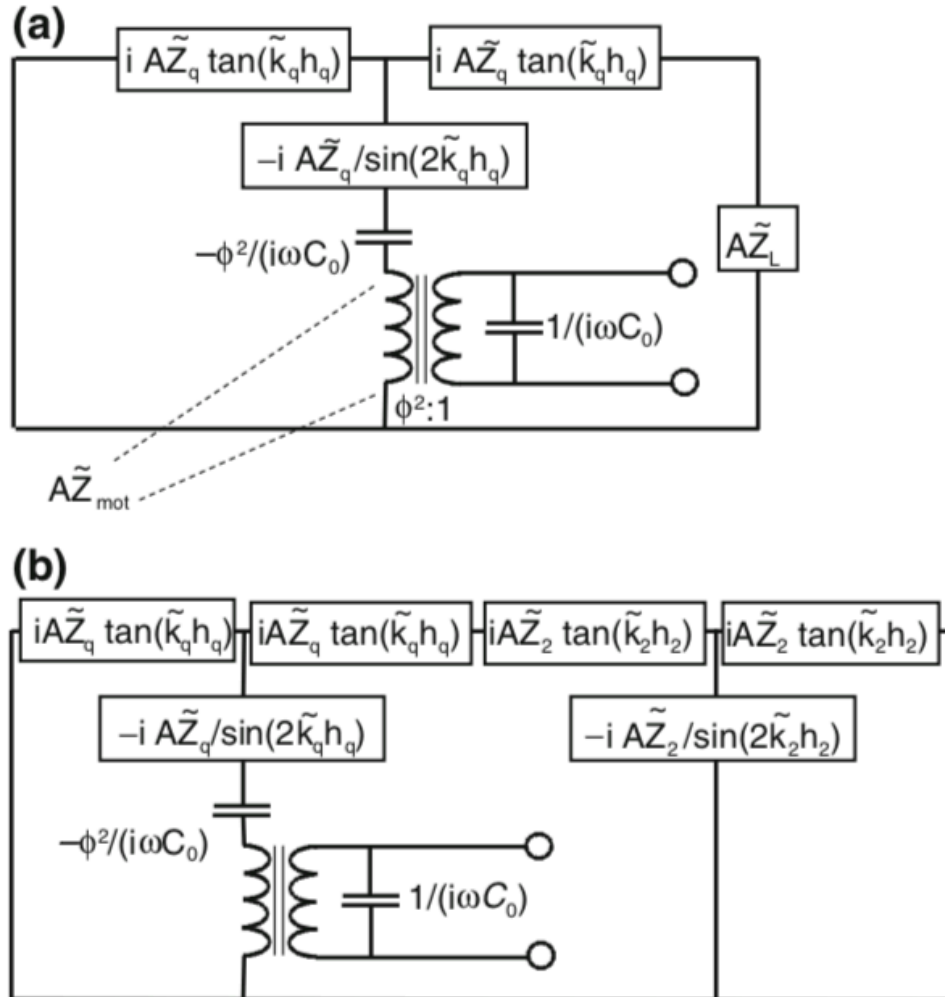 (a)
i AZ̃q tan(k̃qhq)
i AZ̃q tan(k̃qhq)
–i AZ̃q/sin(2k̃qhq)
–ϕ²/(iωC₀)
AZ̃L
1/(iωC₀)
ϕ²:1
AZ̃mot
(b)
iAZ̃q tan(k̃qhq)
iAZ̃q tan(k̃qhq)
iAZ̃₂ tan(k̃₂h₂)
iAZ̃₂ tan(k̃₂h₂)
–i AZ̃q/sin(2k̃qhq)
–i AZ̃₂/sin(2k̃₂h₂)
–ϕ²/(iωC₀)
1/(iωC₀)